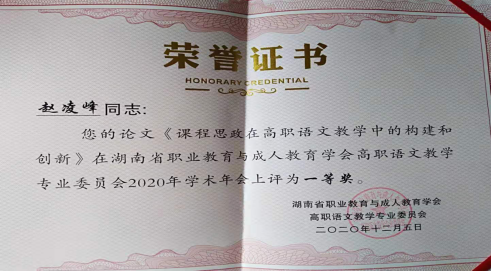 荣誉证书
HONORARY CREDENTIAL
赵凌峰同志:
您的论文《课程思政在高职语文教学中的构建和
创新》在湖南省职业教育与成人教育学会高职语文教学
专业委员会2020年学术年会上评为一等奖。
湖南省职业教育与成人教育学会
高职语文教学专业委员会
二〇二〇年十二月五日